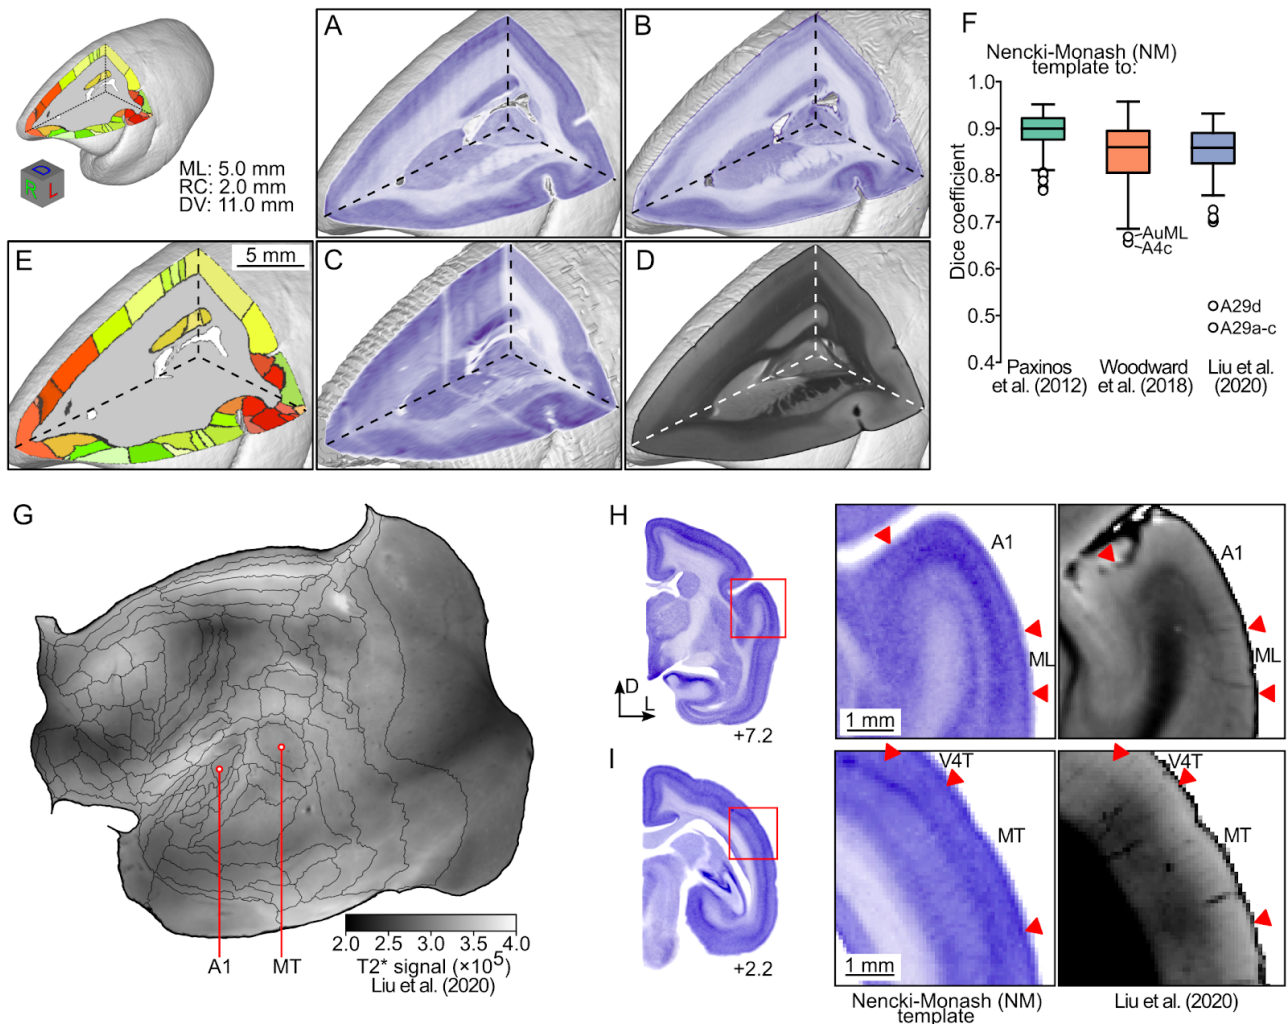 D
R
L
ML: 5.0 mm
RC: 2.0 mm
DV: 11.0 mm
A
B
E
5 mm
C
D
F
Nencki-Monash (NM)
template to:
Dice coefficient
1.0
0.9
0.8
0.7
0.6
0.5
0.4
AuML
A4c
A29d
A29a-c
Paxinos
et al. (2012)
Woodward
et al. (2018)
Liu et al.
(2020)
G
A1
MT
2.0 2.5 3.0 3.5 4.0
T2* signal (×10⁵)
Liu et al. (2020)
H
D
L
+7.2
A1
ML
1 mm
A1
ML
I
+2.2
V4T
MT
1 mm
V4T
MT
Nencki-Monash (NM)
template
Liu et al. (2020)